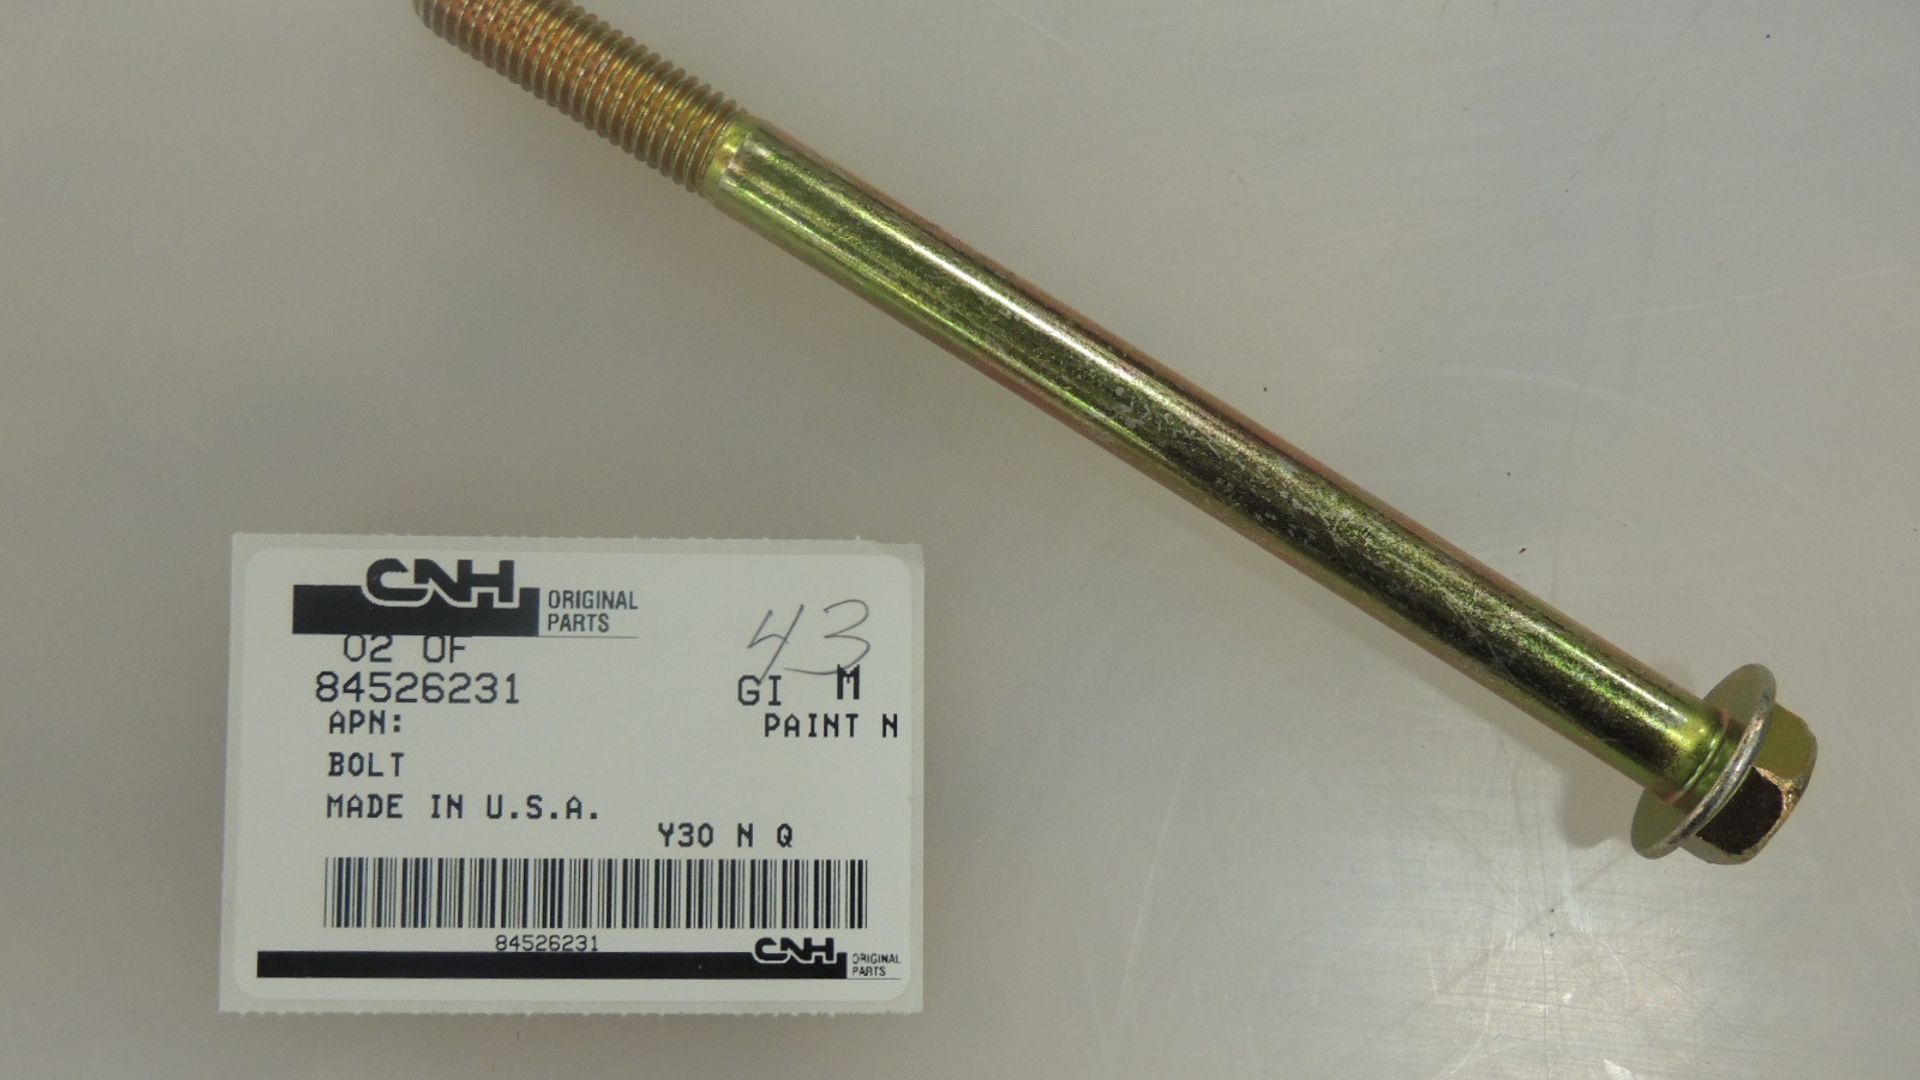 CNH ORIGINAL
PARTS
43
02 OF
84526231 GI M
APN: PAINT N
BOLT
MADE IN U.S.A.
Y30 N Q
84526231
CNH ORIGINAL
PARTS